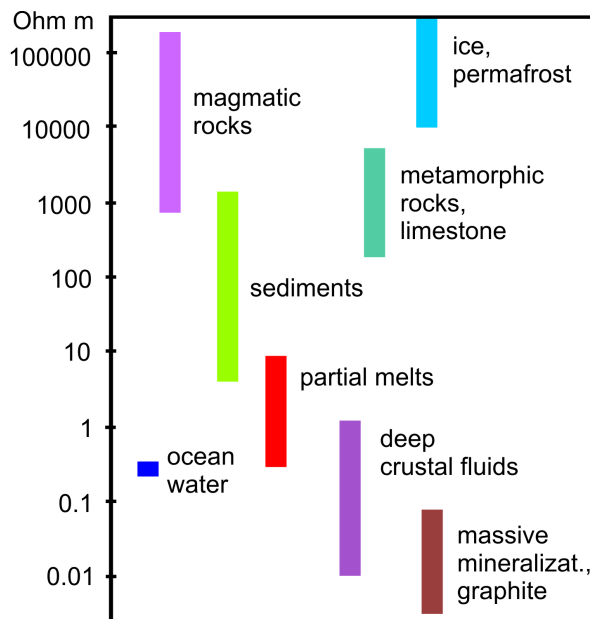 Ohm m
100000
10000
1000
100
10
1
0.1
0.01
magmatic
rocks
ice,
permafrost
metamorphic
rocks,
limestone
sediments
partial melts
ocean
water
deep
crustal fluids
massive
mineralizat.,
graphite